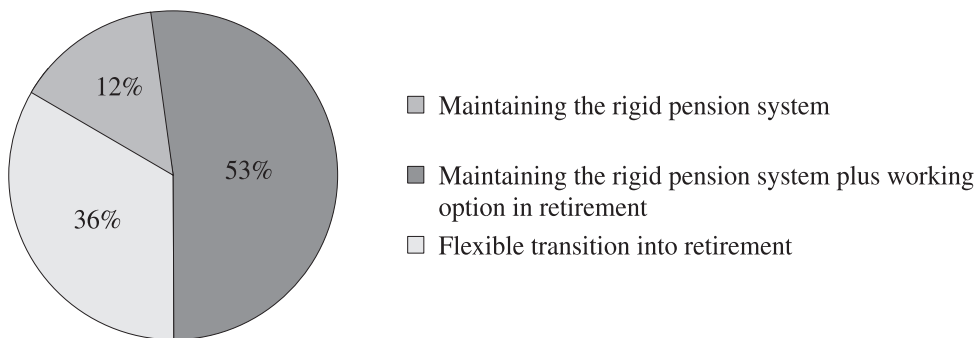 12%
53%
36%
Maintaining the rigid pension system
Maintaining the rigid pension system plus working
option in retirement
Flexible transition into retirement